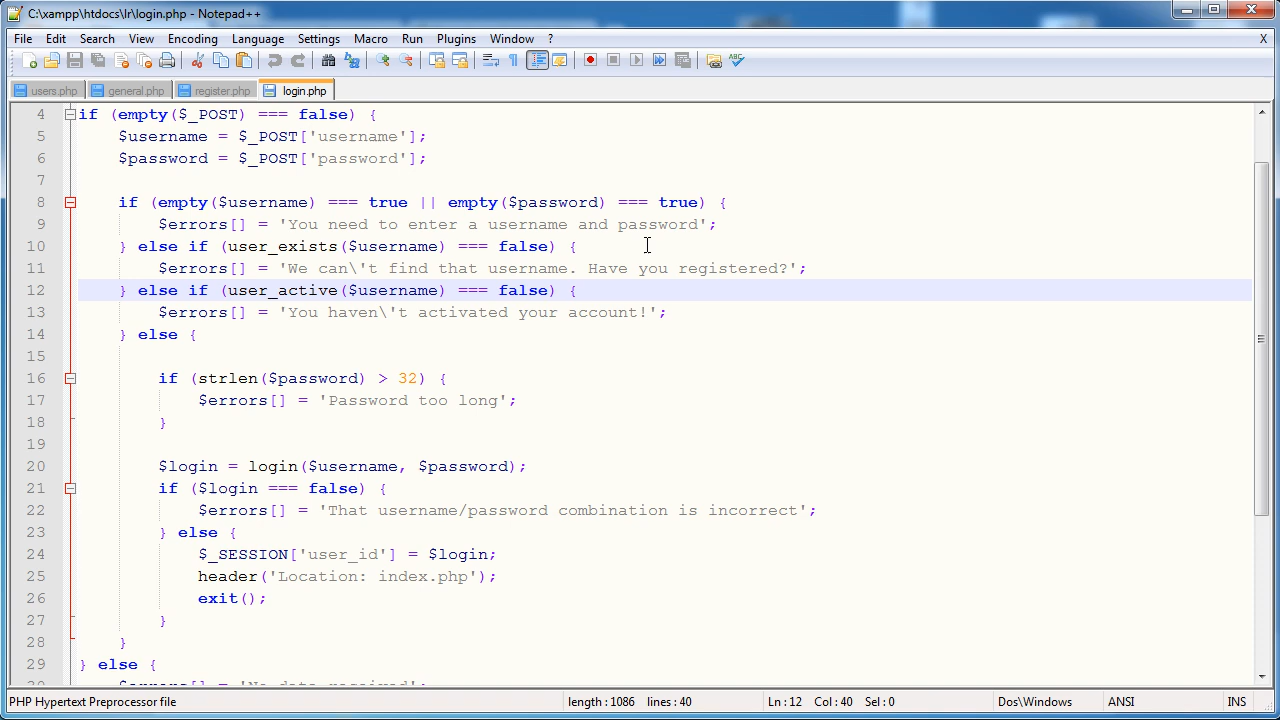 C:\xampp\htdocs\lr\login.php - Notepad++
File Edit Search View Encoding Language Settings Macro Run Plugins Window ? X
users.php general.php register.php login.php
4 if (empty($_POST) === false) {
5 $username = $_POST['username'];
6 $password = $_POST['password'];
7
8 if (empty($username) === true || empty($password) === true) {
9 $errors[] = 'You need to enter a username and password';
10 } else if (user_exists($username) === false) {
11 $errors[] = 'We can\'t find that username. Have you registered?';
12 } else if (user_active($username) === false) {
13 $errors[] = 'You haven\'t activated your account!';
14 } else {
15
16 if (strlen($password) > 32) {
17 $errors[] = 'Password too long';
18 }
19
20 $login = login($username, $password);
21 if ($login === false) {
22 $errors[] = 'That username/password combination is incorrect';
23 } else {
24 $_SESSION['user_id'] = $login;
25 header('Location: index.php');
26 exit();
27 }
28 }
29 } else {
$errors[] = 'No data received';
PHP Hypertext Preprocessor file length : 1086 lines : 40 Ln : 12 Col : 40 Sel : 0 Dos\Windows ANSI INS